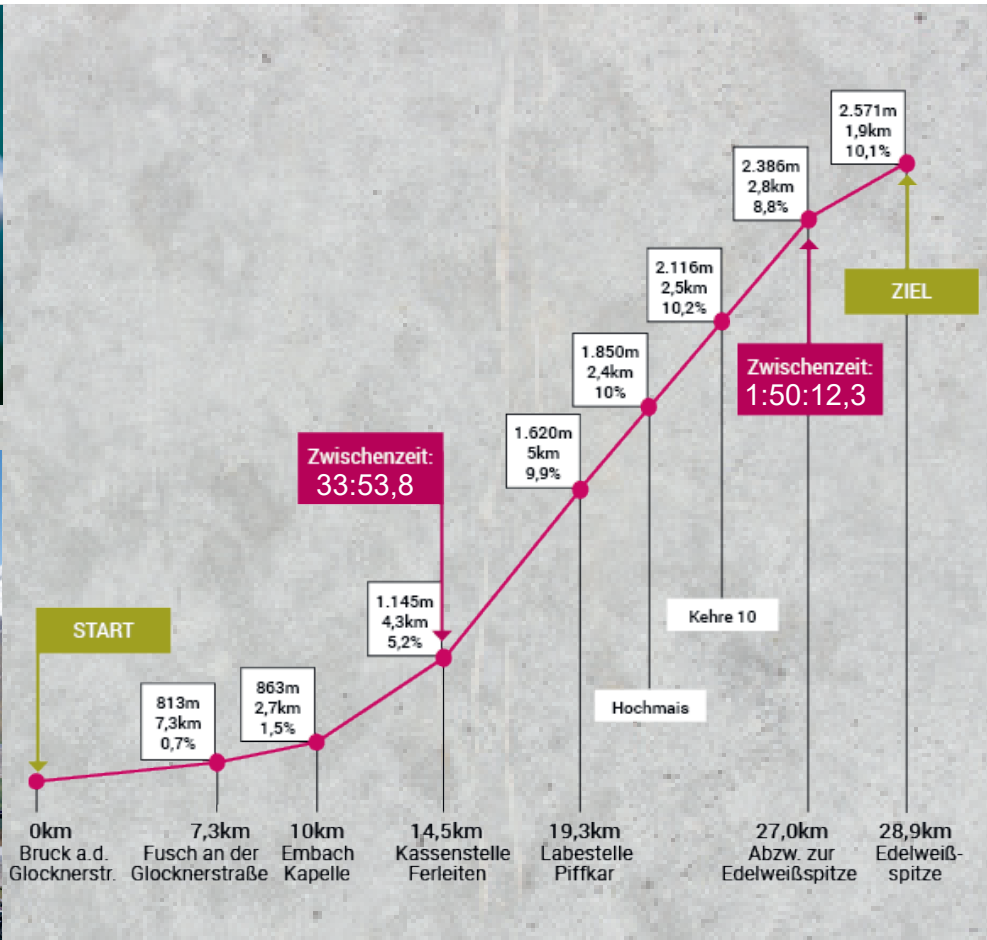 2.571m
1,9km
10,1%
2.386m
2,8km
8,8%
2.116m
2,5km
10,2%
ZIEL
1.850m
2,4km
10%
Zwischenzeit:
1:50:12,3
1.620m
5km
9,9%
Zwischenzeit:
33:53,8
1.145m
4,3km
5,2%
Kehre 10
START
863m
2,7km
1,5%
813m
7,3km
0,7%
Hochmais
0km
Bruck a.d.
Glocknerstr.
7,3km
Fusch an der
Glocknerstraße
10km
Embach
Kapelle
14,5km
Kassenstelle
Ferleiten
19,3km
Labestelle
Piffkar
27,0km
Abzw. zur
Edelweißspitze
28,9km
Edelweiß-
spitze